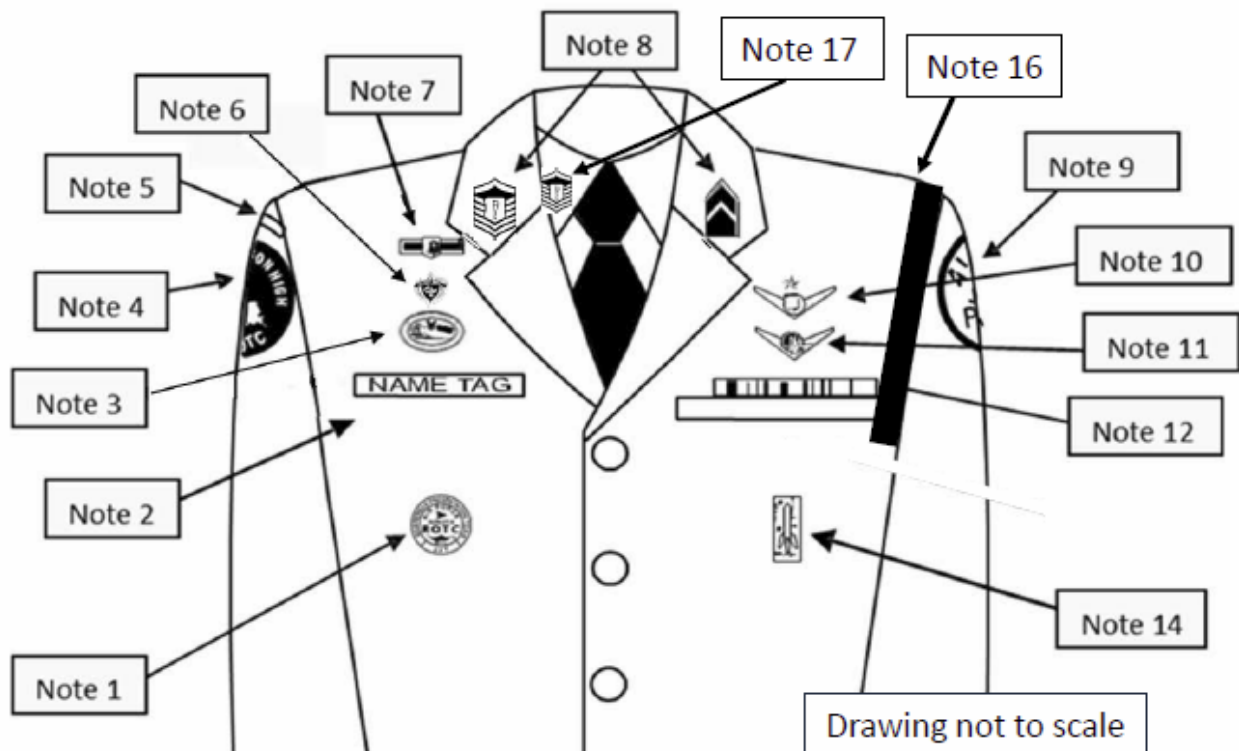 Note 8
Note 17
Note 16
Note 7
Note 6
Note 9
Note 5
Note 4
Note 10
Note 11
Note 3
NAME TAG
Note 12
Note 2
ROTC
Note 14
Note 1
Drawing not to scale